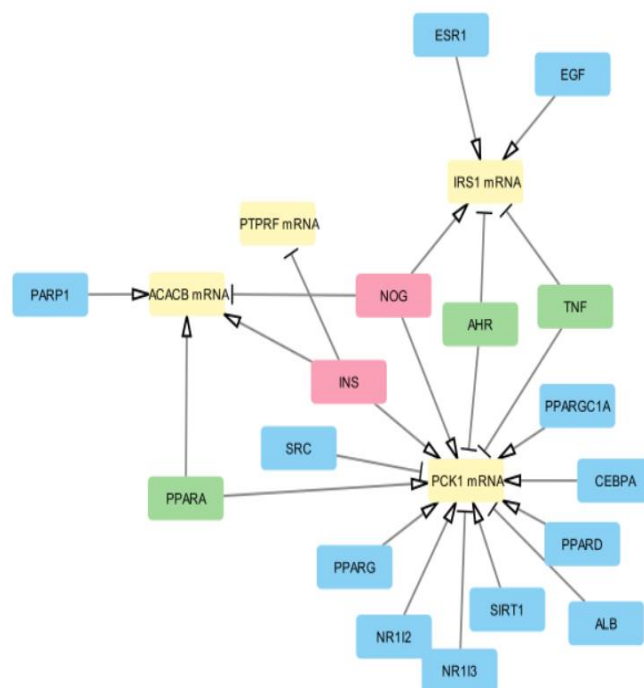 ESR1
EGF
IRS1 mRNA
PTPRF mRNA
PARP1
ACACB mRNA
NOG
TNF
AHR
INS
PPARGC1A
SRC
PCK1 mRNA
CEBPA
PPARA
PPARG
PPARD
SIRT1
ALB
NR1I2
NR1I3